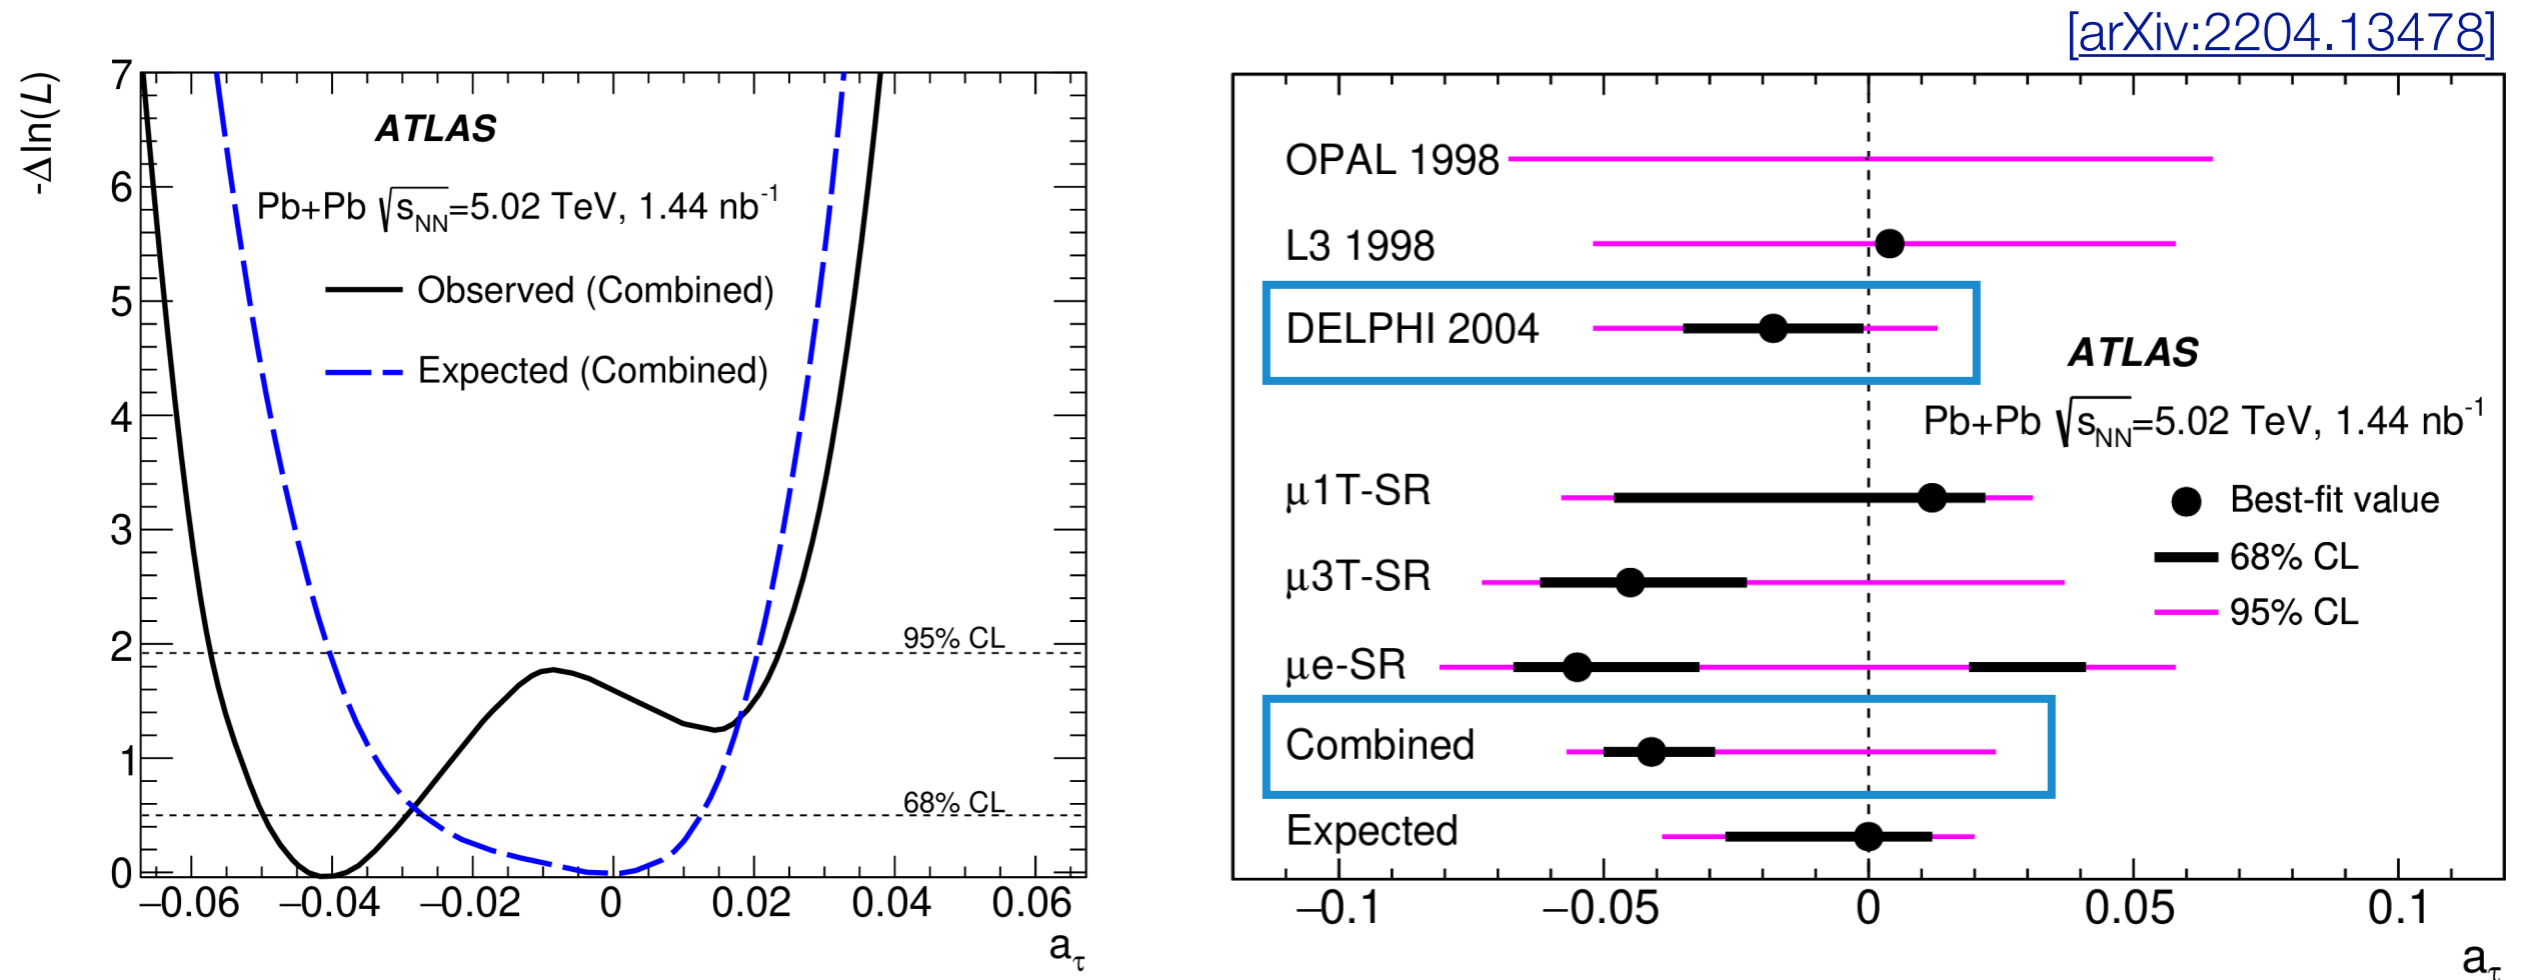 [arXiv:2204.13478]
-Δln(L)
7
6
5
4
3
2
1
0
ATLAS
Pb+Pb √s_NN=5.02 TeV, 1.44 nb⁻¹
Observed (Combined)
Expected (Combined)
95% CL
68% CL
−0.06 −0.04 −0.02 0 0.02 0.04 0.06
a_τ
OPAL 1998
L3 1998
DELPHI 2004
ATLAS
Pb+Pb √s_NN=5.02 TeV, 1.44 nb⁻¹
μ1T-SR
μ3T-SR
μe-SR
Combined
Expected
Best-fit value
68% CL
95% CL
−0.1 −0.05 0 0.05 0.1
a_τ